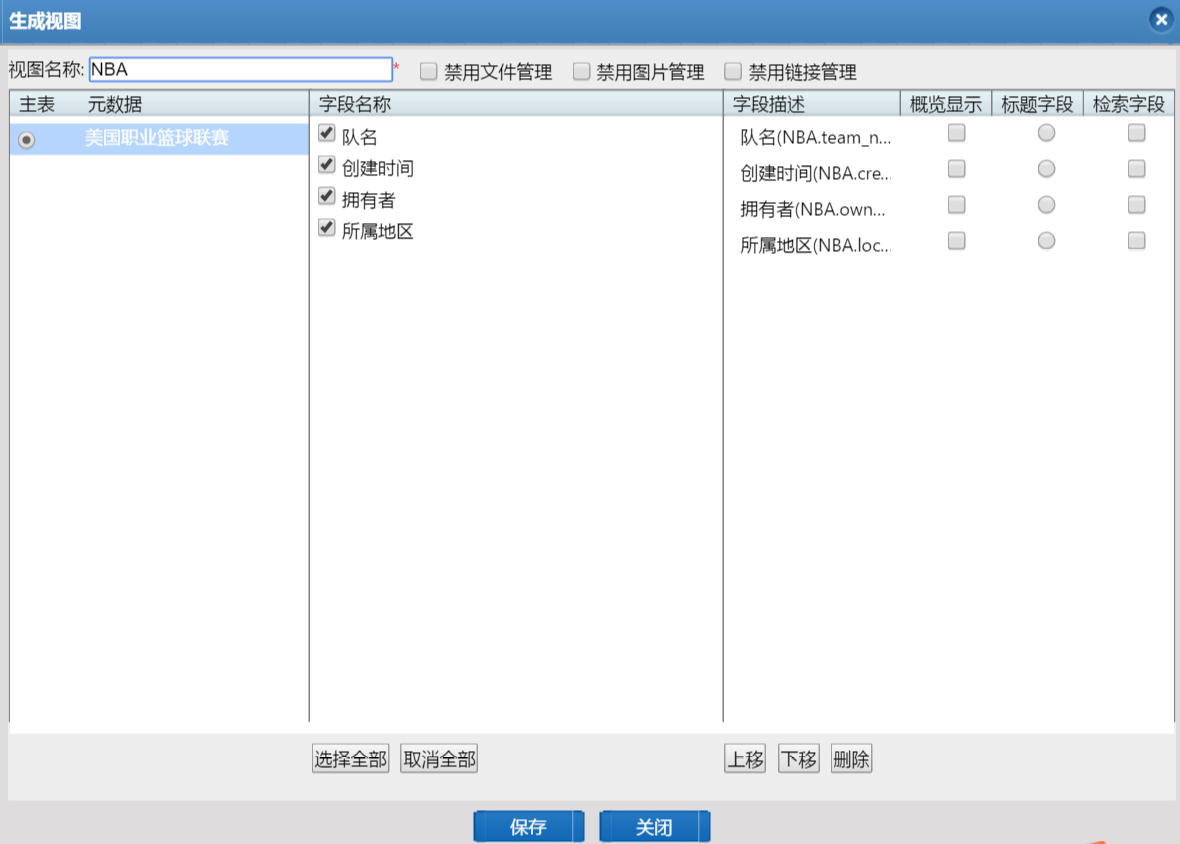 生成视图
视图名称: NBA * 禁用文件管理 禁用图片管理 禁用链接管理
主表 元数据 字段名称 字段描述 概览显示 标题字段 检索字段
美国职业篮球联赛 队名 队名(NBA.team_n...
创建时间 创建时间(NBA.cre...
拥有者 拥有者(NBA.own...
所属地区 所属地区(NBA.loc...
选择全部 取消全部 上移 下移 删除
保存 关闭